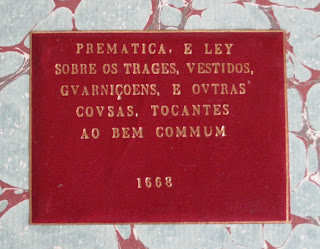 PREMATICA, E LEY
SOBRE OS TRAGES, VESTIDOS,
GVARNIÇOENS, E OVTRAS
COVSAS, TOCANTES
AO BEM COMMUM
1668